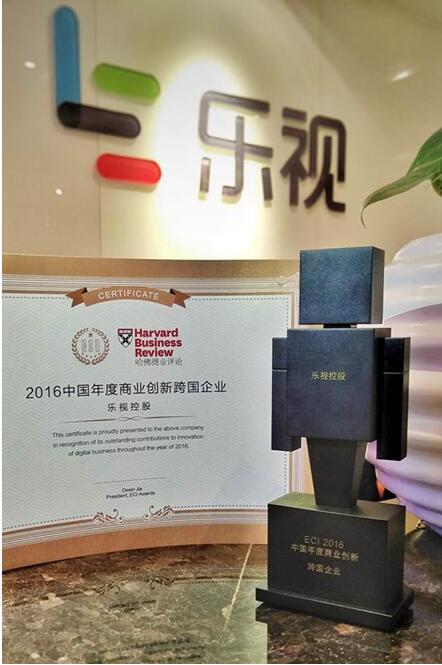 乐视
CERTIFICATE
ECI
Harvard
Business
Review
哈佛商业评论
2016中国年度商业创新跨国企业
乐视控股
This certificate is proudly presented to the above company
in recognition of its outstanding contributions to innovation
of digital business throughout the year of 2016.
Owen Jia
President, ECI Awards
乐视控股
ECI 2016
中国年度商业创新
跨国企业